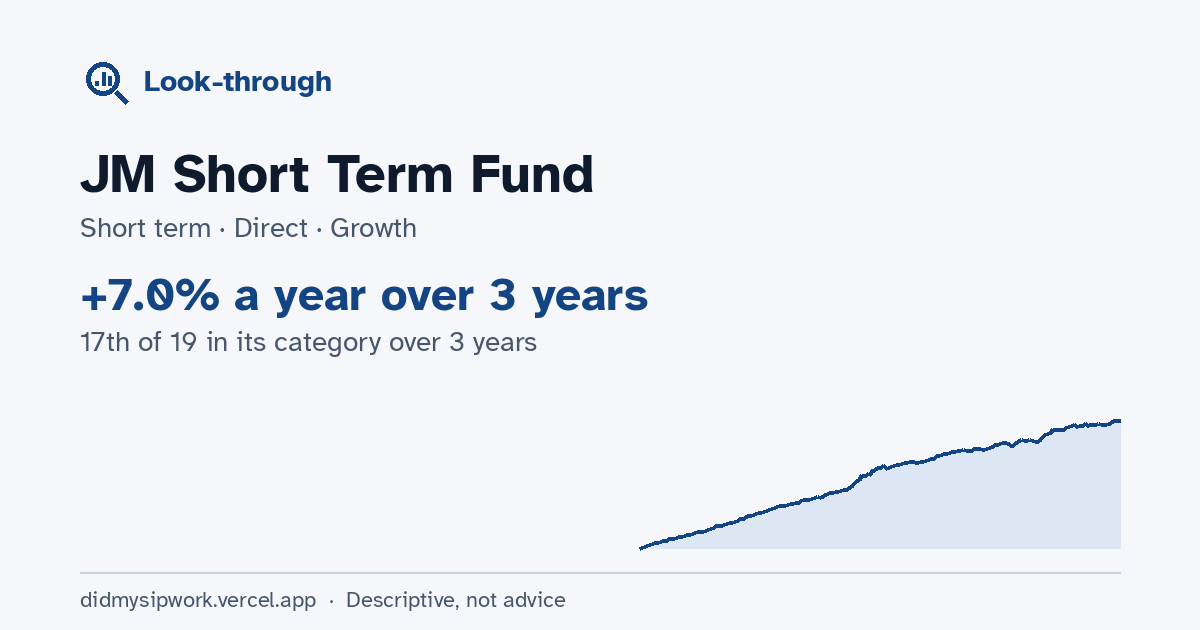 Look-through
JM Short Term Fund
Short term · Direct · Growth
+7.0% a year over 3 years
17th of 19 in its category over 3 years
didmysipwork.vercel.app · Descriptive, not advice